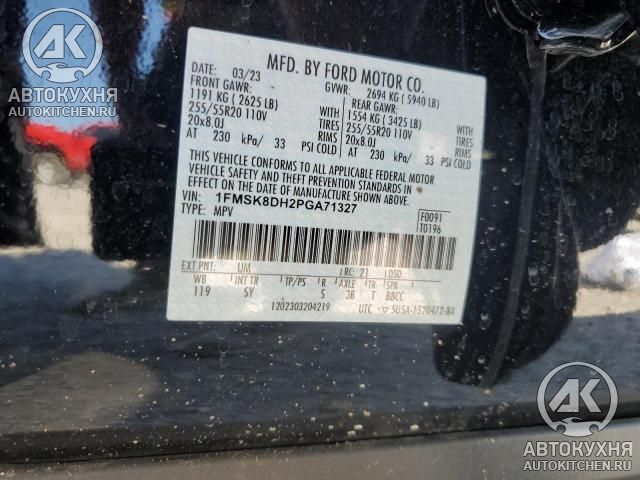 AK
АВТОКУХНЯ
AUTOKITCHEN.RU
MFD. BY FORD MOTOR CO.
DATE: 03/23 GVWR: 2694 KG ( 5940 LB)
FRONT GAWR: REAR GAWR:
1191 KG ( 2625 LB) WITH 1554 KG ( 3425 LB) WITH
255/55R20 110V TIRES 255/55R20 110V TIRES
20x8.0J RIMS 20x8.0J RIMS
AT 230 kPa/ 33 PSI COLD AT 230 kPa/ 33 PSI COLD
THIS VEHICLE CONFORMS TO ALL APPLICABLE FEDERAL MOTOR
VEHICLE SAFETY AND THEFT PREVENTION STANDARDS IN
EFFECT ON THE DATE OF MANUFACTURE SHOWN ABOVE.
VIN: 1FMSK8DH2PGA71327 F0091
TYPE: MPV T0196
EXT PNT: UM RC: 21 DSO:
WB INT TR TP/PS R AXLE TR SPR
119 SY S 3B T BBCC
1202303204219 UTC 5U5A-1520472-BA
AK
АВТОКУХНЯ
AUTOKITCHEN.RU